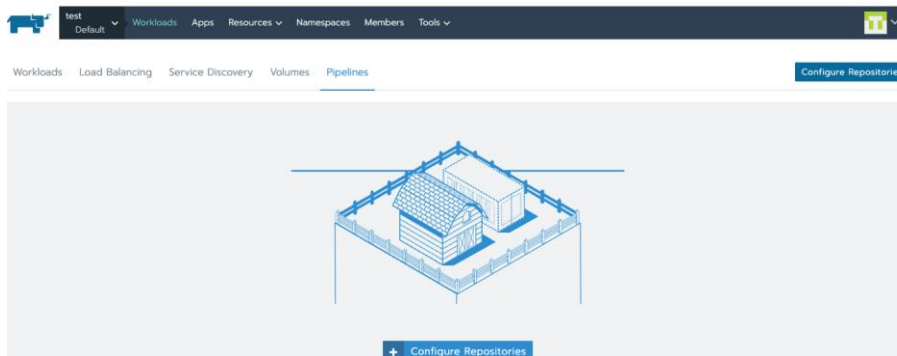 test
Default
Workloads Apps Resources Namespaces Members Tools
Workloads Load Balancing Service Discovery Volumes Pipelines
Configure Repositorie
+ Configure Repositories